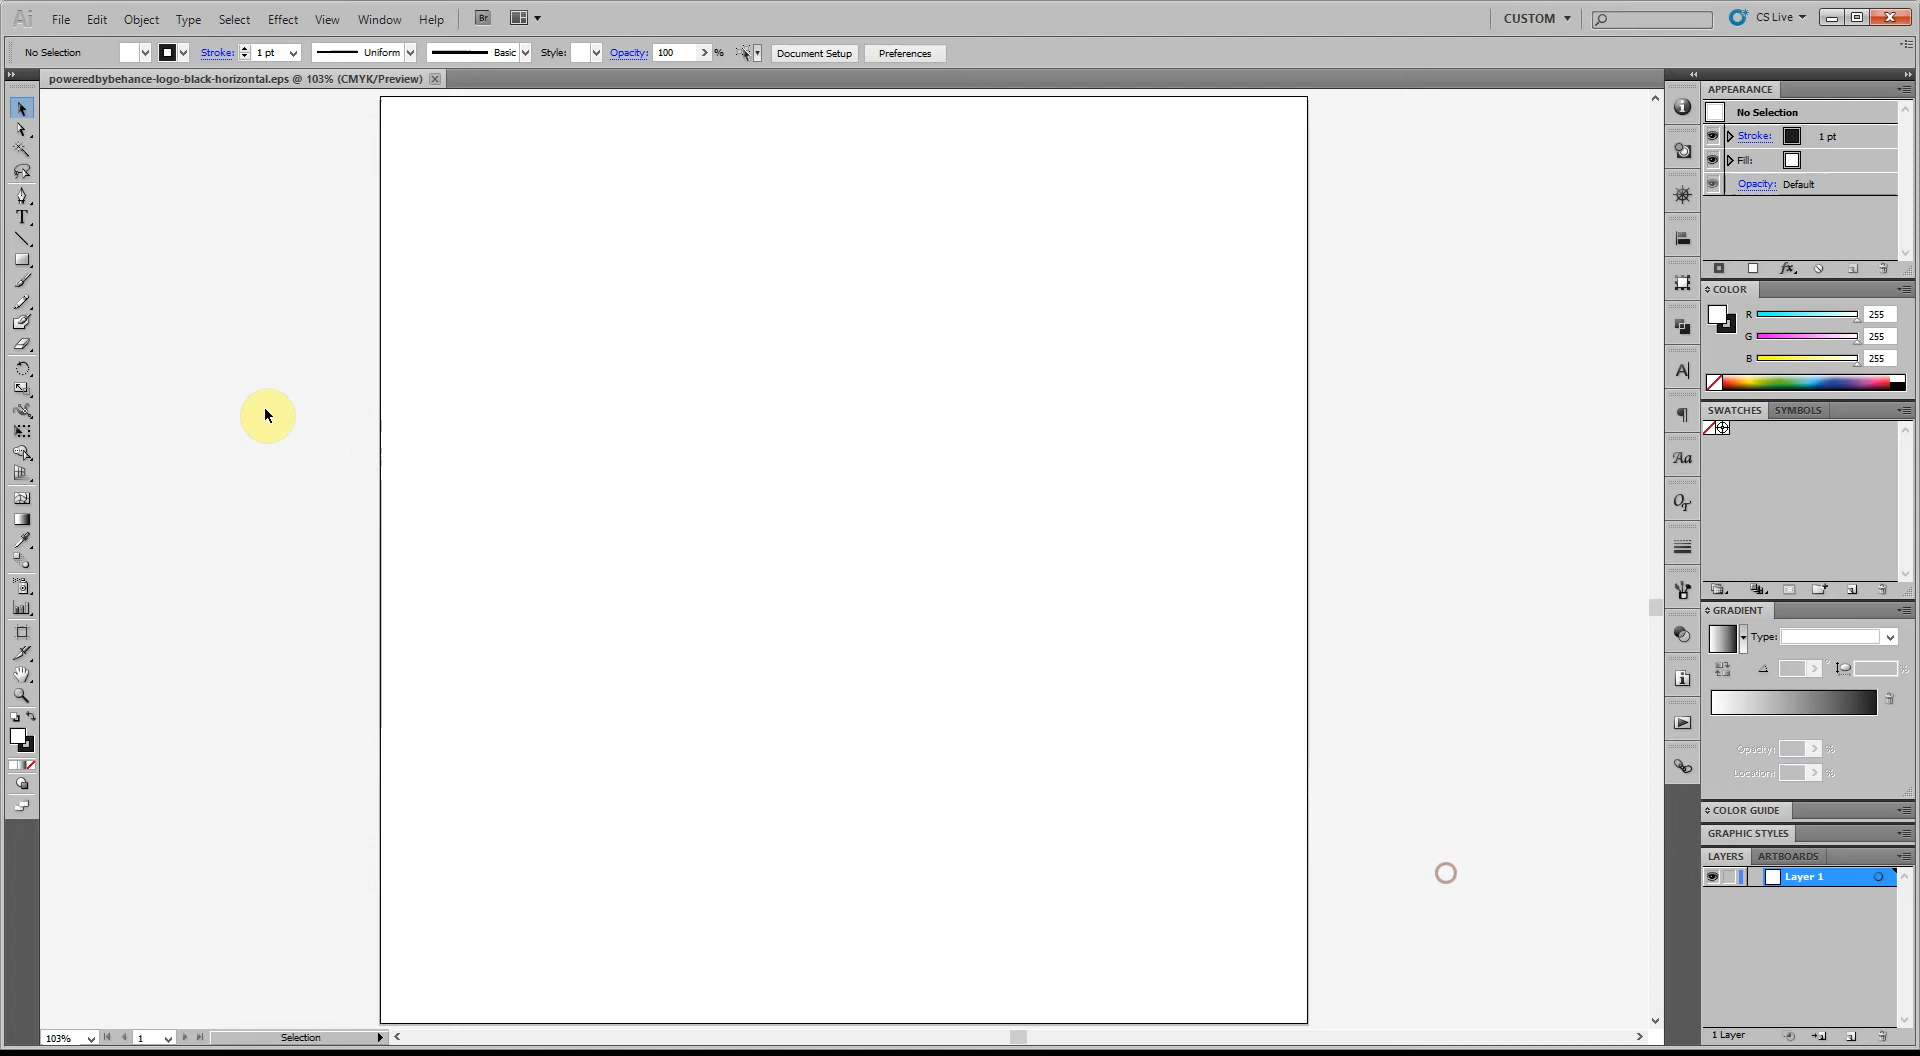 Ai File Edit Object Type Select Effect View Window Help Br CUSTOM CS Live
No Selection Stroke: 1 pt Uniform Basic Style: Opacity: 100 % Document Setup Preferences
poweredbybehance-logo-black-horizontal.eps @ 103% (CMYK/Preview)
APPEARANCE
No Selection
Stroke: 1 pt
Fill:
Opacity: Default
COLOR
R 255
G 255
B 255
SWATCHES SYMBOLS
GRADIENT
Type:
%
Opacity: %
Location: %
COLOR GUIDE
GRAPHIC STYLES
LAYERS ARTBOARDS
Layer 1
1 Layer
103% 1 Selection